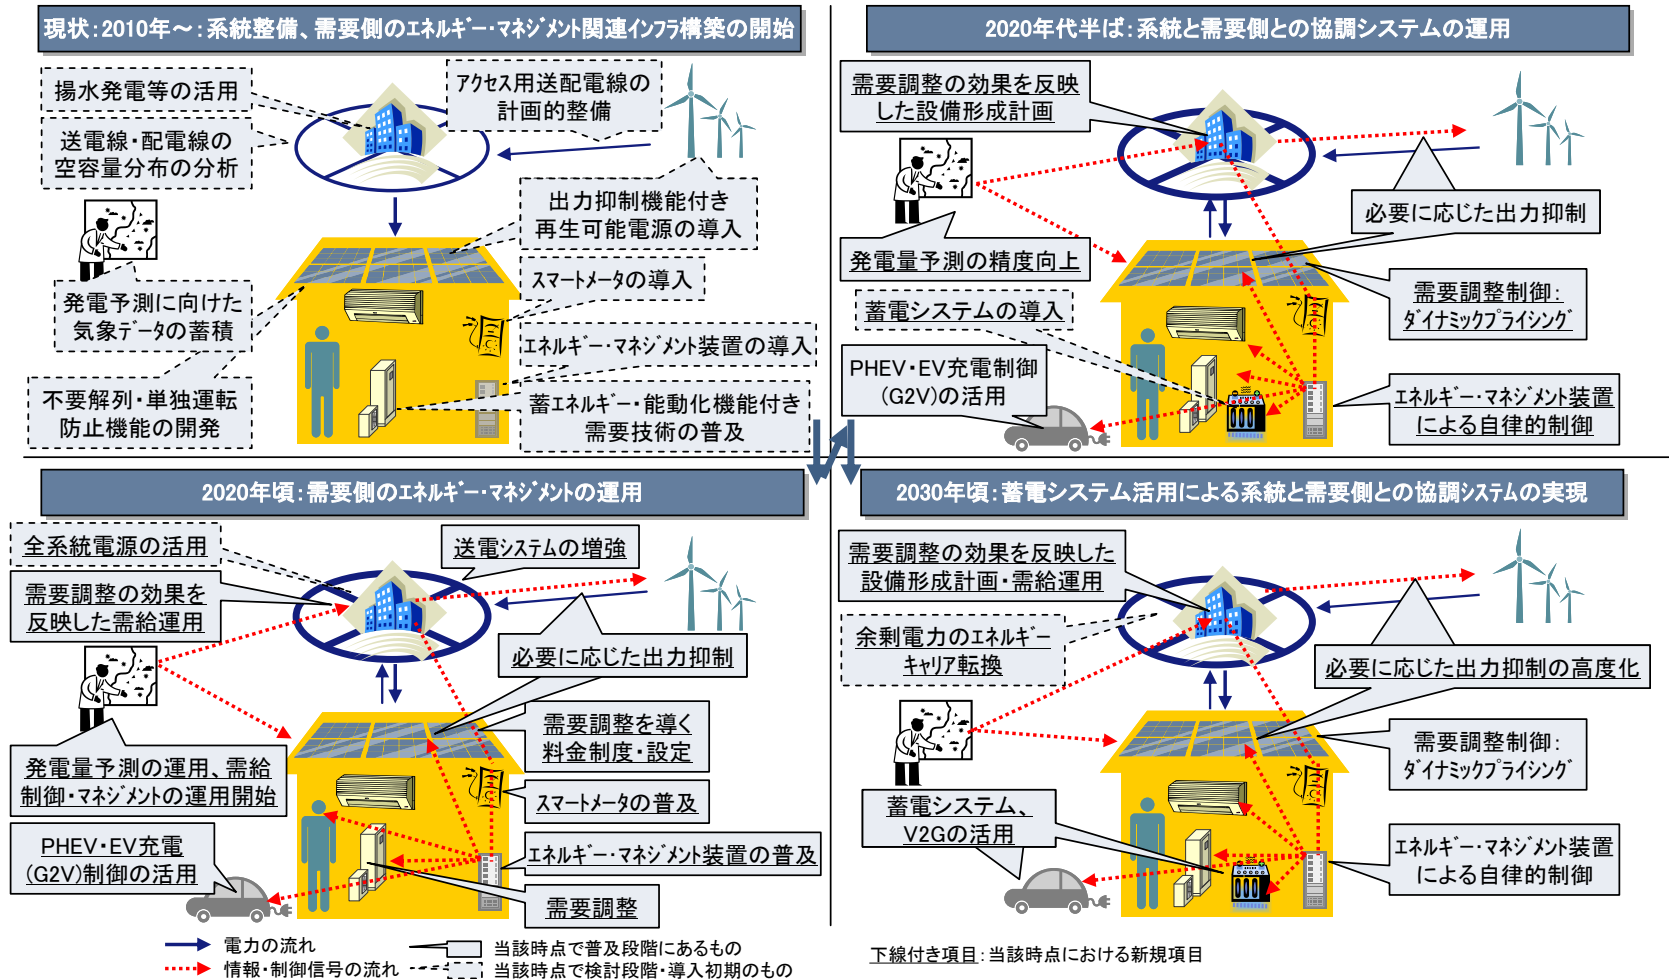 現状：2010年～：系統整備、需要側のｴﾈﾙｷﾞｰ・ﾏﾈｼﾞﾒﾝﾄ関連ｲﾝﾌﾗ構築の開始
揚水発電等の活用
アクセス用送配電線の
計画的整備
送電線・配電線の
空容量分布の分析
出力抑制機能付き
再生可能電源の導入
スマートメータの導入
発電予測に向けた
気象データの蓄積
エネルギー・マネジメント装置の導入
不要解列・単独運転
防止機能の開発
蓄エネルギー・能動化機能付き
需要技術の普及
2020年代半ば：系統と需要側との協調システムの運用
需要調整の効果を反映
した設備形成計画
必要に応じた出力抑制
発電量予測の精度向上
需要調整制御：
ダイナミックプライシング
蓄電システムの導入
PHEV・EV充電制御
(G2V)の活用
エネルギー・マネジメント装置
による自律的制御
2020年頃：需要側のｴﾈﾙｷﾞｰ・ﾏﾈｼﾞﾒﾝﾄの運用
全系統電源の活用
送電システムの増強
需要調整の効果を
反映した需給運用
必要に応じた出力抑制
需要調整を導く
料金制度・設定
発電量予測の運用、需給
制御・マネジメントの運用開始
スマートメータの普及
PHEV・EV充電
(G2V)制御の活用
エネルギー・マネジメント装置の普及
需要調整
2030年頃：蓄電システム活用による系統と需要側との協調ｼｽﾃﾑの実現
需要調整の効果を反映した
設備形成計画・需給運用
余剰電力のエネルギー
キャリア転換
必要に応じた出力抑制の高度化
需要調整制御：
ダイナミックプライシング
蓄電システム、
V2Gの活用
エネルギー・マネジメント装置
による自律的制御
電力の流れ
当該時点で普及段階にあるもの
情報・制御信号の流れ
当該時点で検討段階・導入初期のもの
下線付き項目：当該時点における新規項目